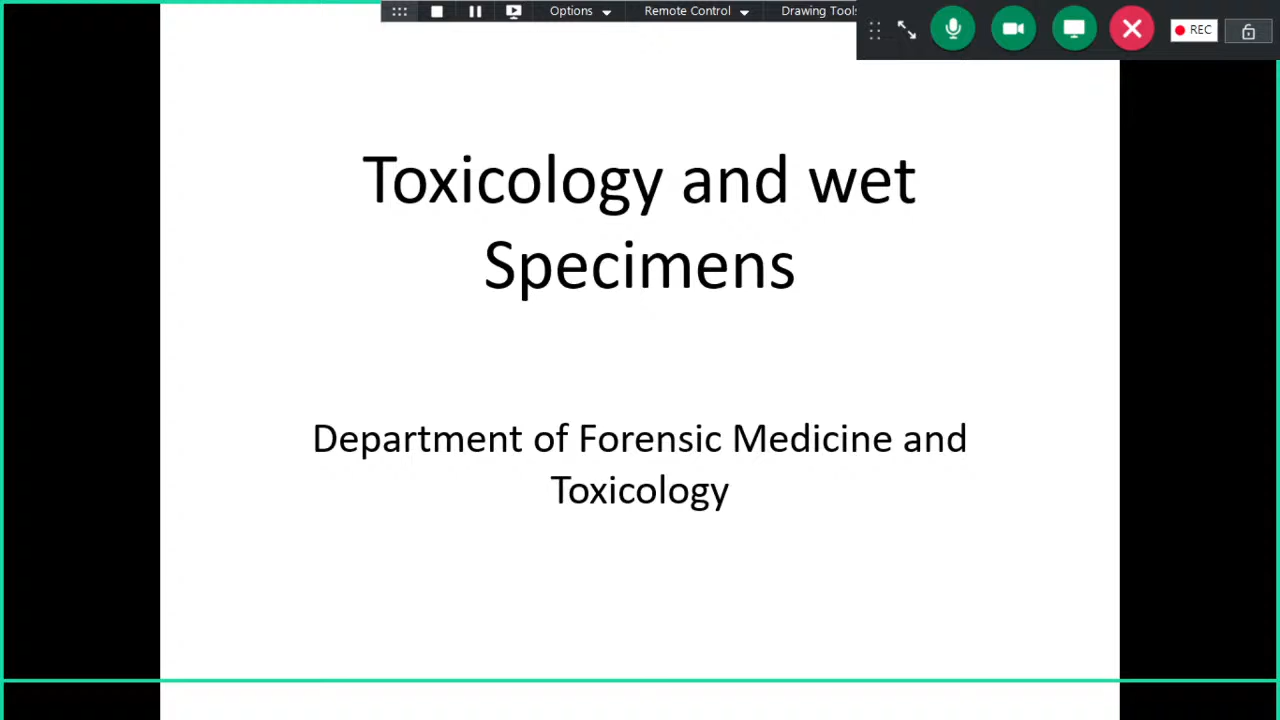 Options
Remote Control
Drawing Tools
REC
Toxicology and wet
Specimens
Department of Forensic Medicine and
Toxicology